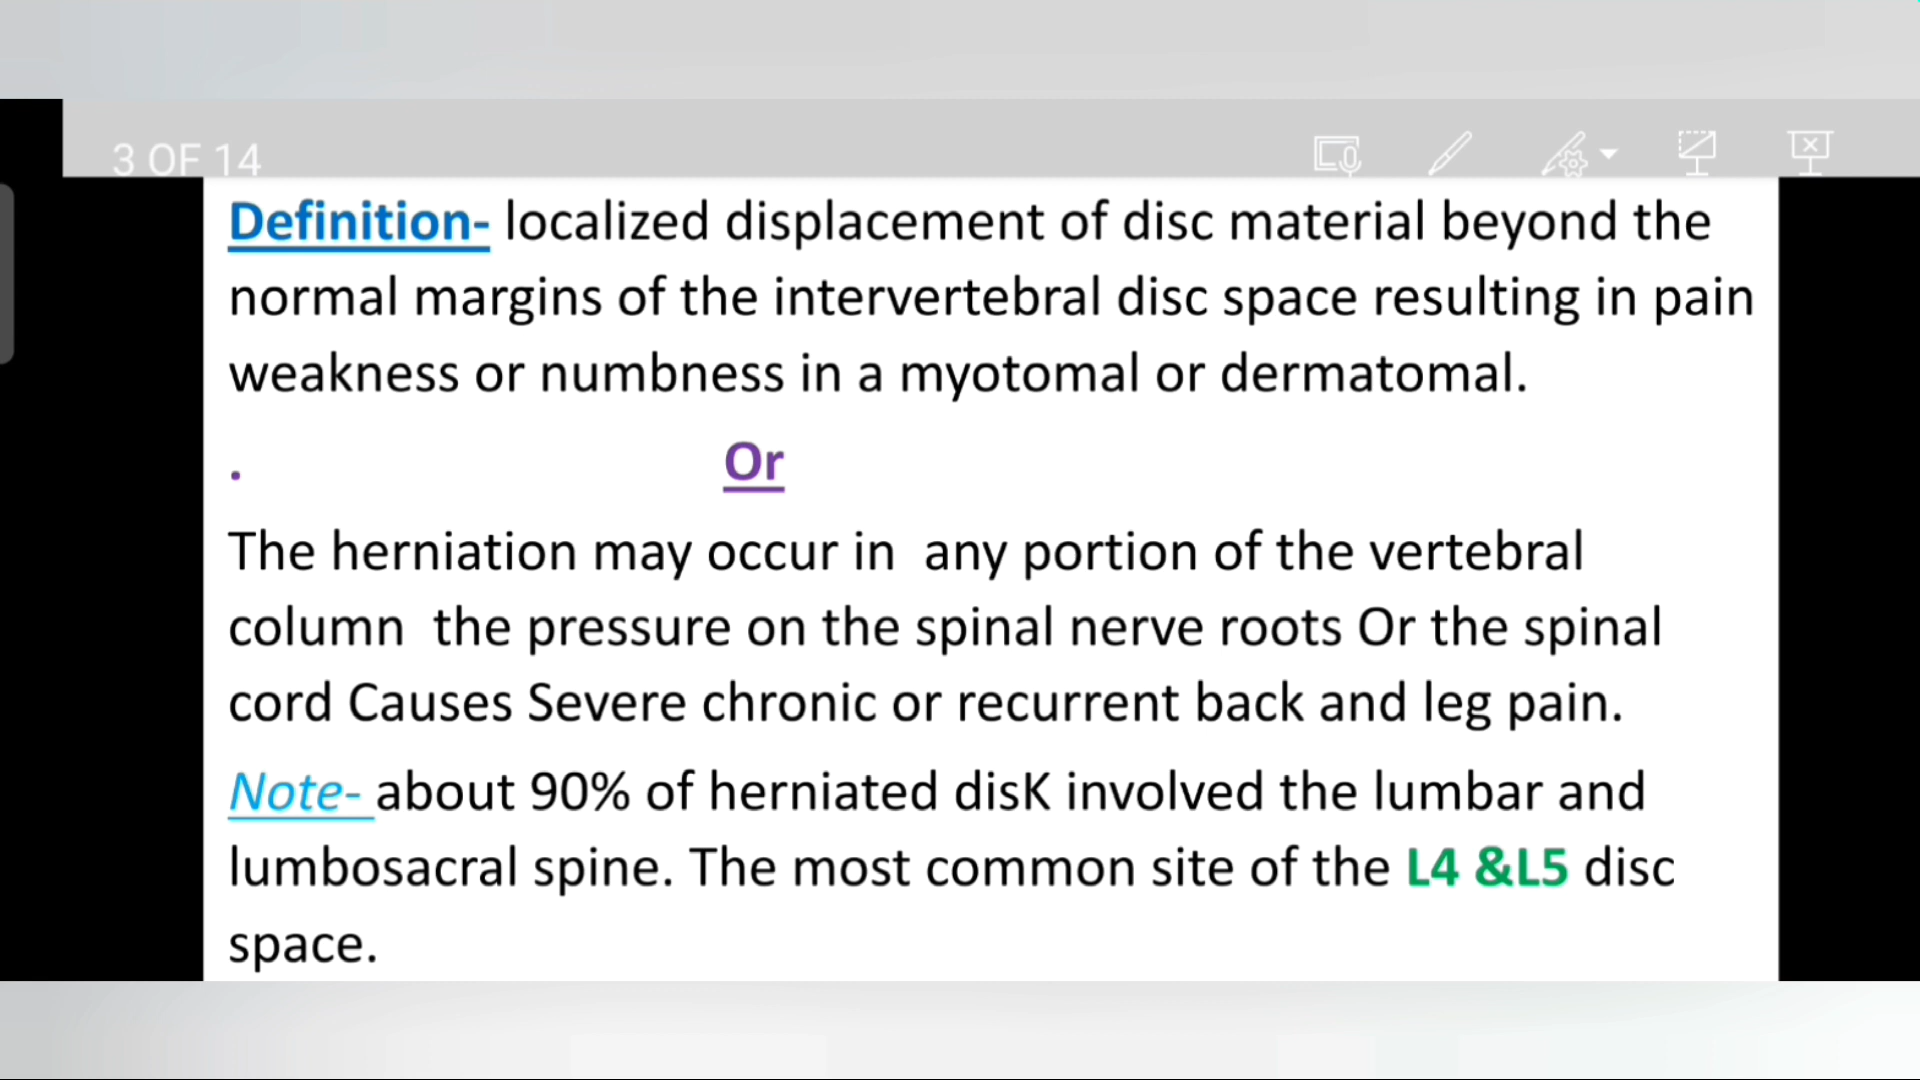 3 OF 14
Definition- localized displacement of disc material beyond the
normal margins of the intervertebral disc space resulting in pain
weakness or numbness in a myotomal or dermatomal.
. Or
The herniation may occur in  any portion of the vertebral
column  the pressure on the spinal nerve roots Or the spinal
cord Causes Severe chronic or recurrent back and leg pain.
Note- about 90% of herniated disK involved the lumbar and
lumbosacral spine. The most common site of the L4 &L5 disc
space.